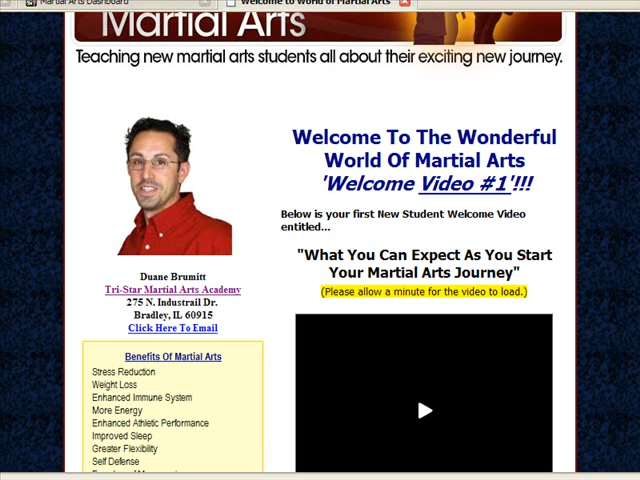 Martial Arts Dashboard
Welcome to World of Martial Arts
Martial Arts
Teaching new martial arts students all about their exciting new journey.
Duane Brumitt
Tri-Star Martial Arts Academy
275 N. Industrail Dr.
Bradley, IL 60915
Click Here To Email
Benefits Of Martial Arts
Stress Reduction
Weight Loss
Enhanced Immune System
More Energy
Enhanced Athletic Performance
Improved Sleep
Greater Flexibility
Self Defense
Welcome To The Wonderful
World Of Martial Arts
'Welcome Video #1'!!!
Below is your first New Student Welcome Video
entitled...
"What You Can Expect As You Start
Your Martial Arts Journey"
(Please allow a minute for the video to load.)